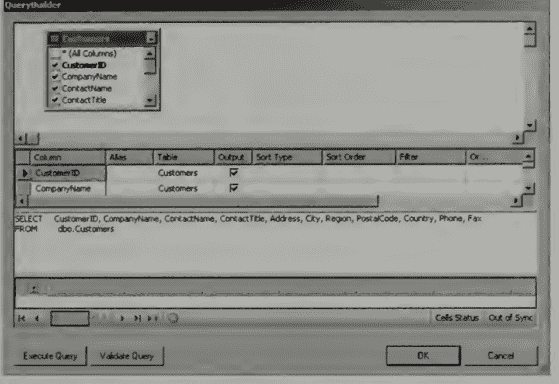 QueryBuilder
Customers
* (All Columns)
CustomerID
CompanyName
ContactName
ContactTitle
Column Alias Table Output Sort Type Sort Order Filter Or...
CustomerID Customers
CompanyName Customers
SELECT CustomerID, CompanyName, ContactName, ContactTitle, Address, City, Region, PostalCode, Country, Phone, Fax
FROM dbo.Customers
Cells Status Out of Sync
Execute Query Validate Query OK Cancel